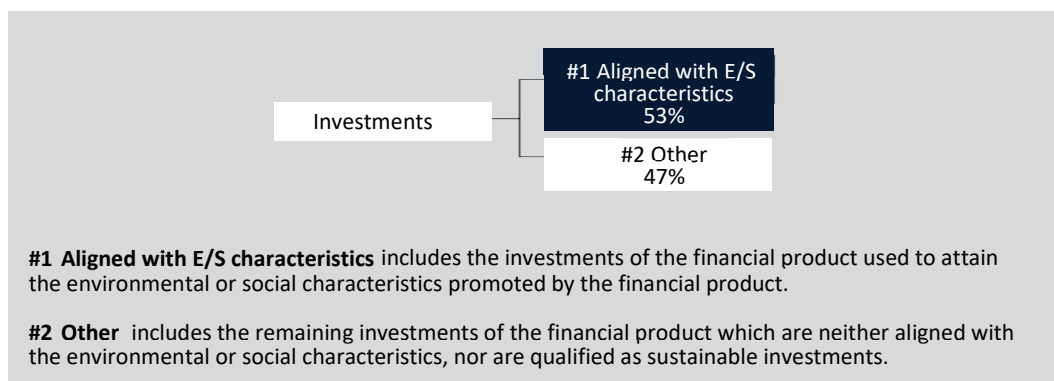 #1 Aligned with E/S
characteristics
53%
Investments
#2 Other
47%
#1 Aligned with E/S characteristics includes the investments of the financial product used to attain
the environmental or social characteristics promoted by the financial product.
#2 Other includes the remaining investments of the financial product which are neither aligned with
the environmental or social characteristics, nor are qualified as sustainable investments.